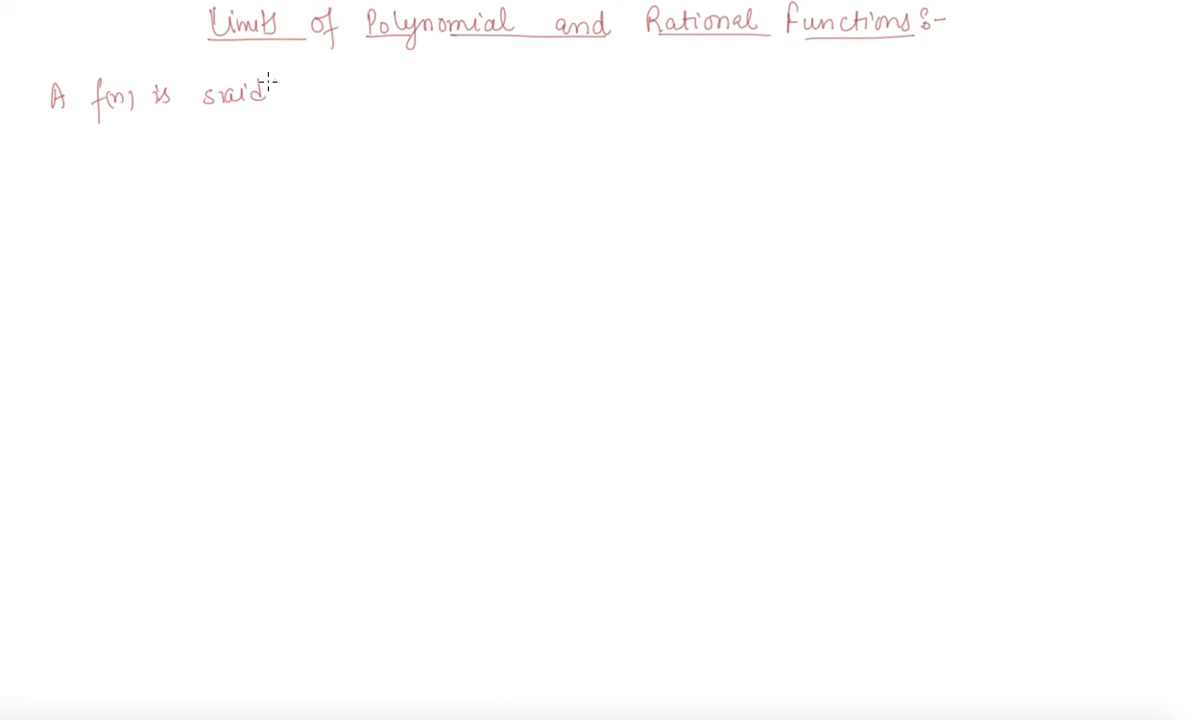 Limits of Polynomial and Rational Functions :-
A f(n) is said